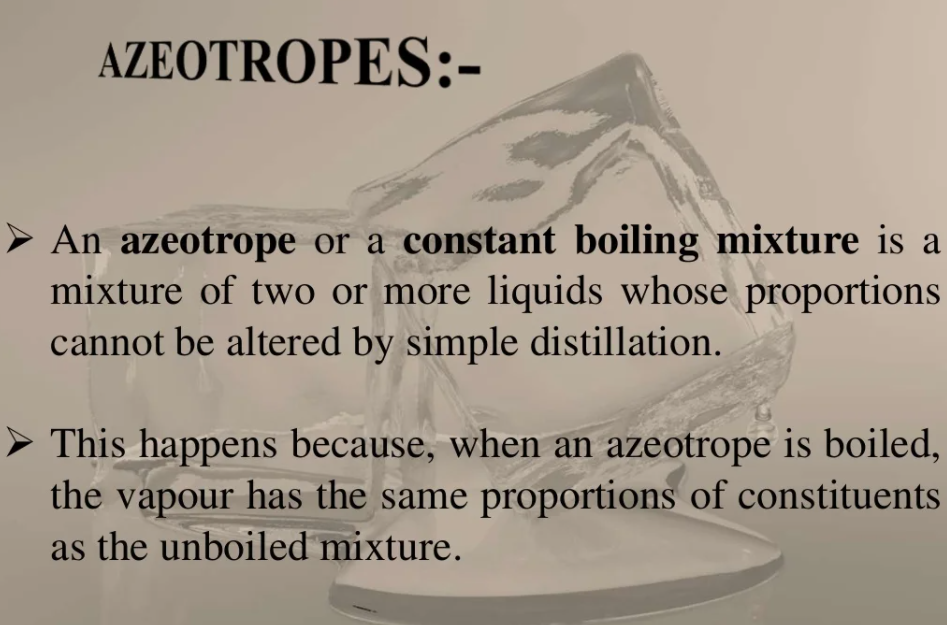 AZEOTROPES:-
➢ An azeotrope or a constant boiling mixture is a
mixture of two or more liquids whose proportions
cannot be altered by simple distillation.
➢ This happens because, when an azeotrope is boiled,
the vapour has the same proportions of constituents
as the unboiled mixture.